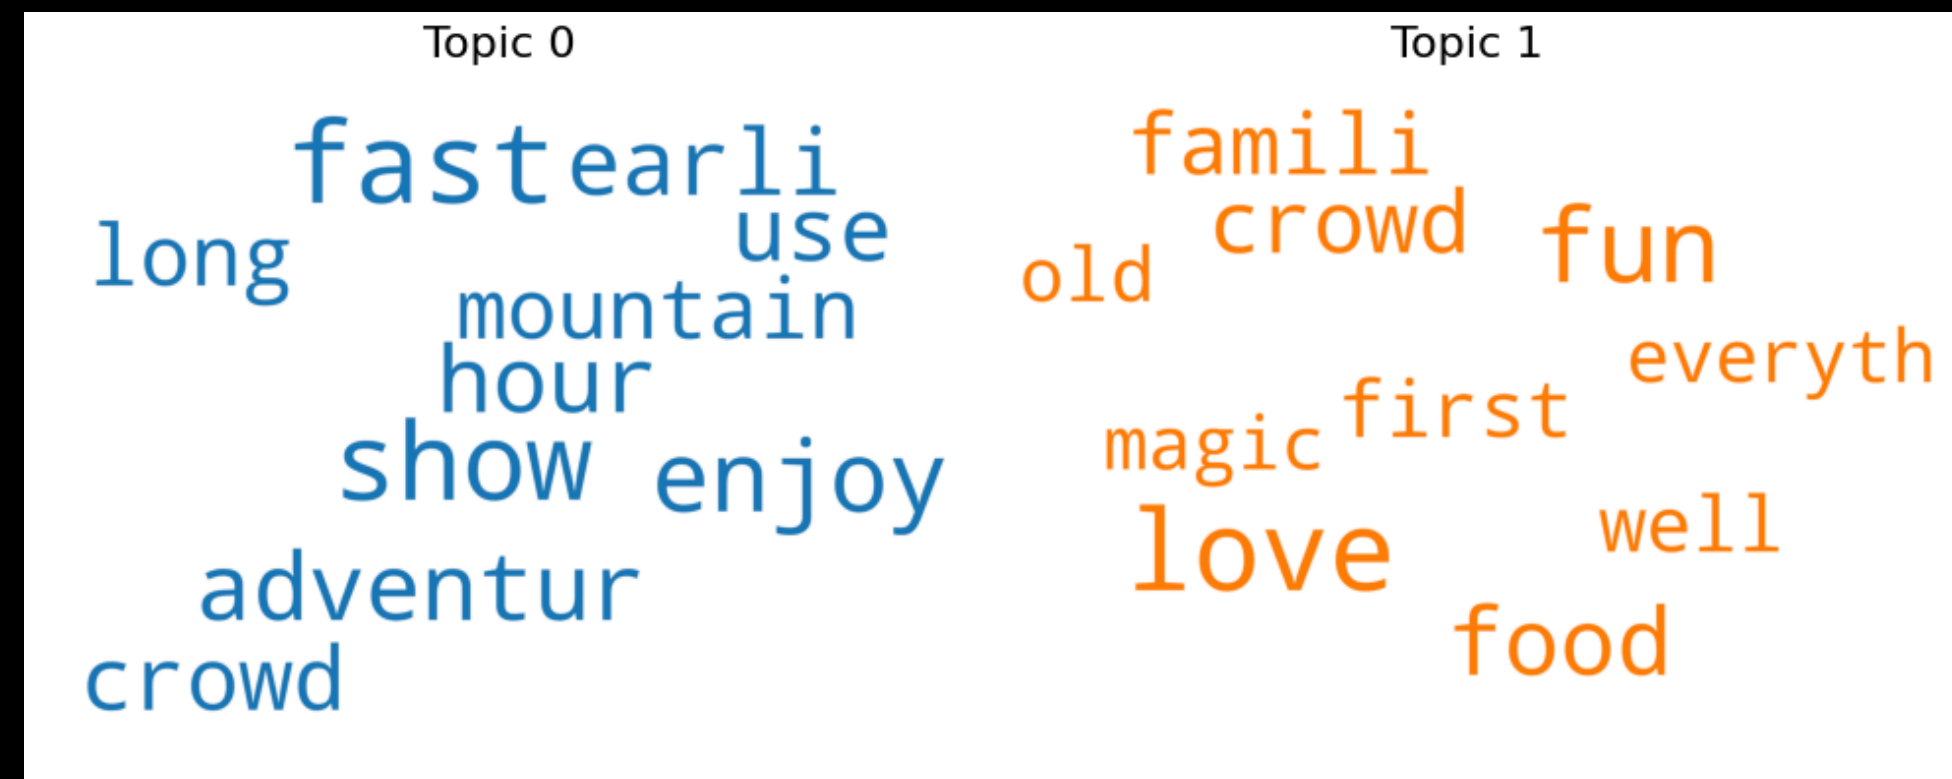 Topic 0
fast earli
use
long
mountain
hour
show enjoy
adventur
crowd
Topic 1
famili
crowd
fun
old
everyth
first
magic
well
love
food